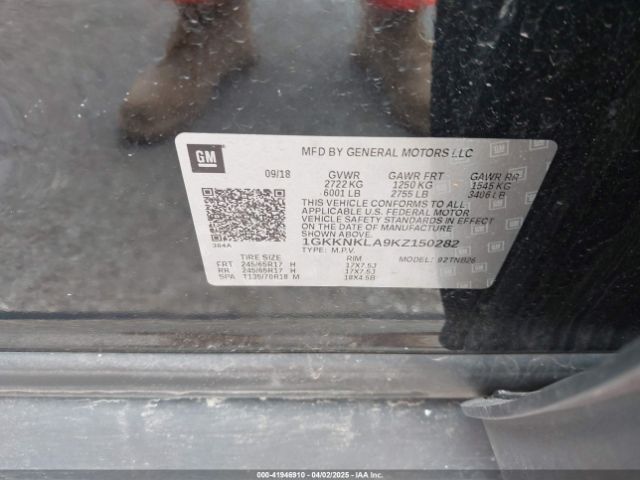 GM
MFD BY GENERAL MOTORS LLC
09/18 GVWR GAWR FRT GAWR RR
2722 KG 1250 KG 1545 KG
6001 LB 2755 LB 3406 LB
THIS VEHICLE CONFORMS TO ALL
APPLICABLE U.S. FEDERAL MOTOR
VEHICLE SAFETY STANDARDS IN EFFECT
ON THE DATE OF MANUFACTURE
SHOWN ABOVE.
384A 1GKKNKLA9KZ150282
TYPE: M.P.V. MODEL: 92TNB26
TIRE SIZE RIM
FRT 245/65R17 H 17X7.5J
RR 245/65R17 H 17X7.5J
SPA T135/70R18 M 18X4.5B
000-41946910 - 04/02/2025 - IAAI.COM